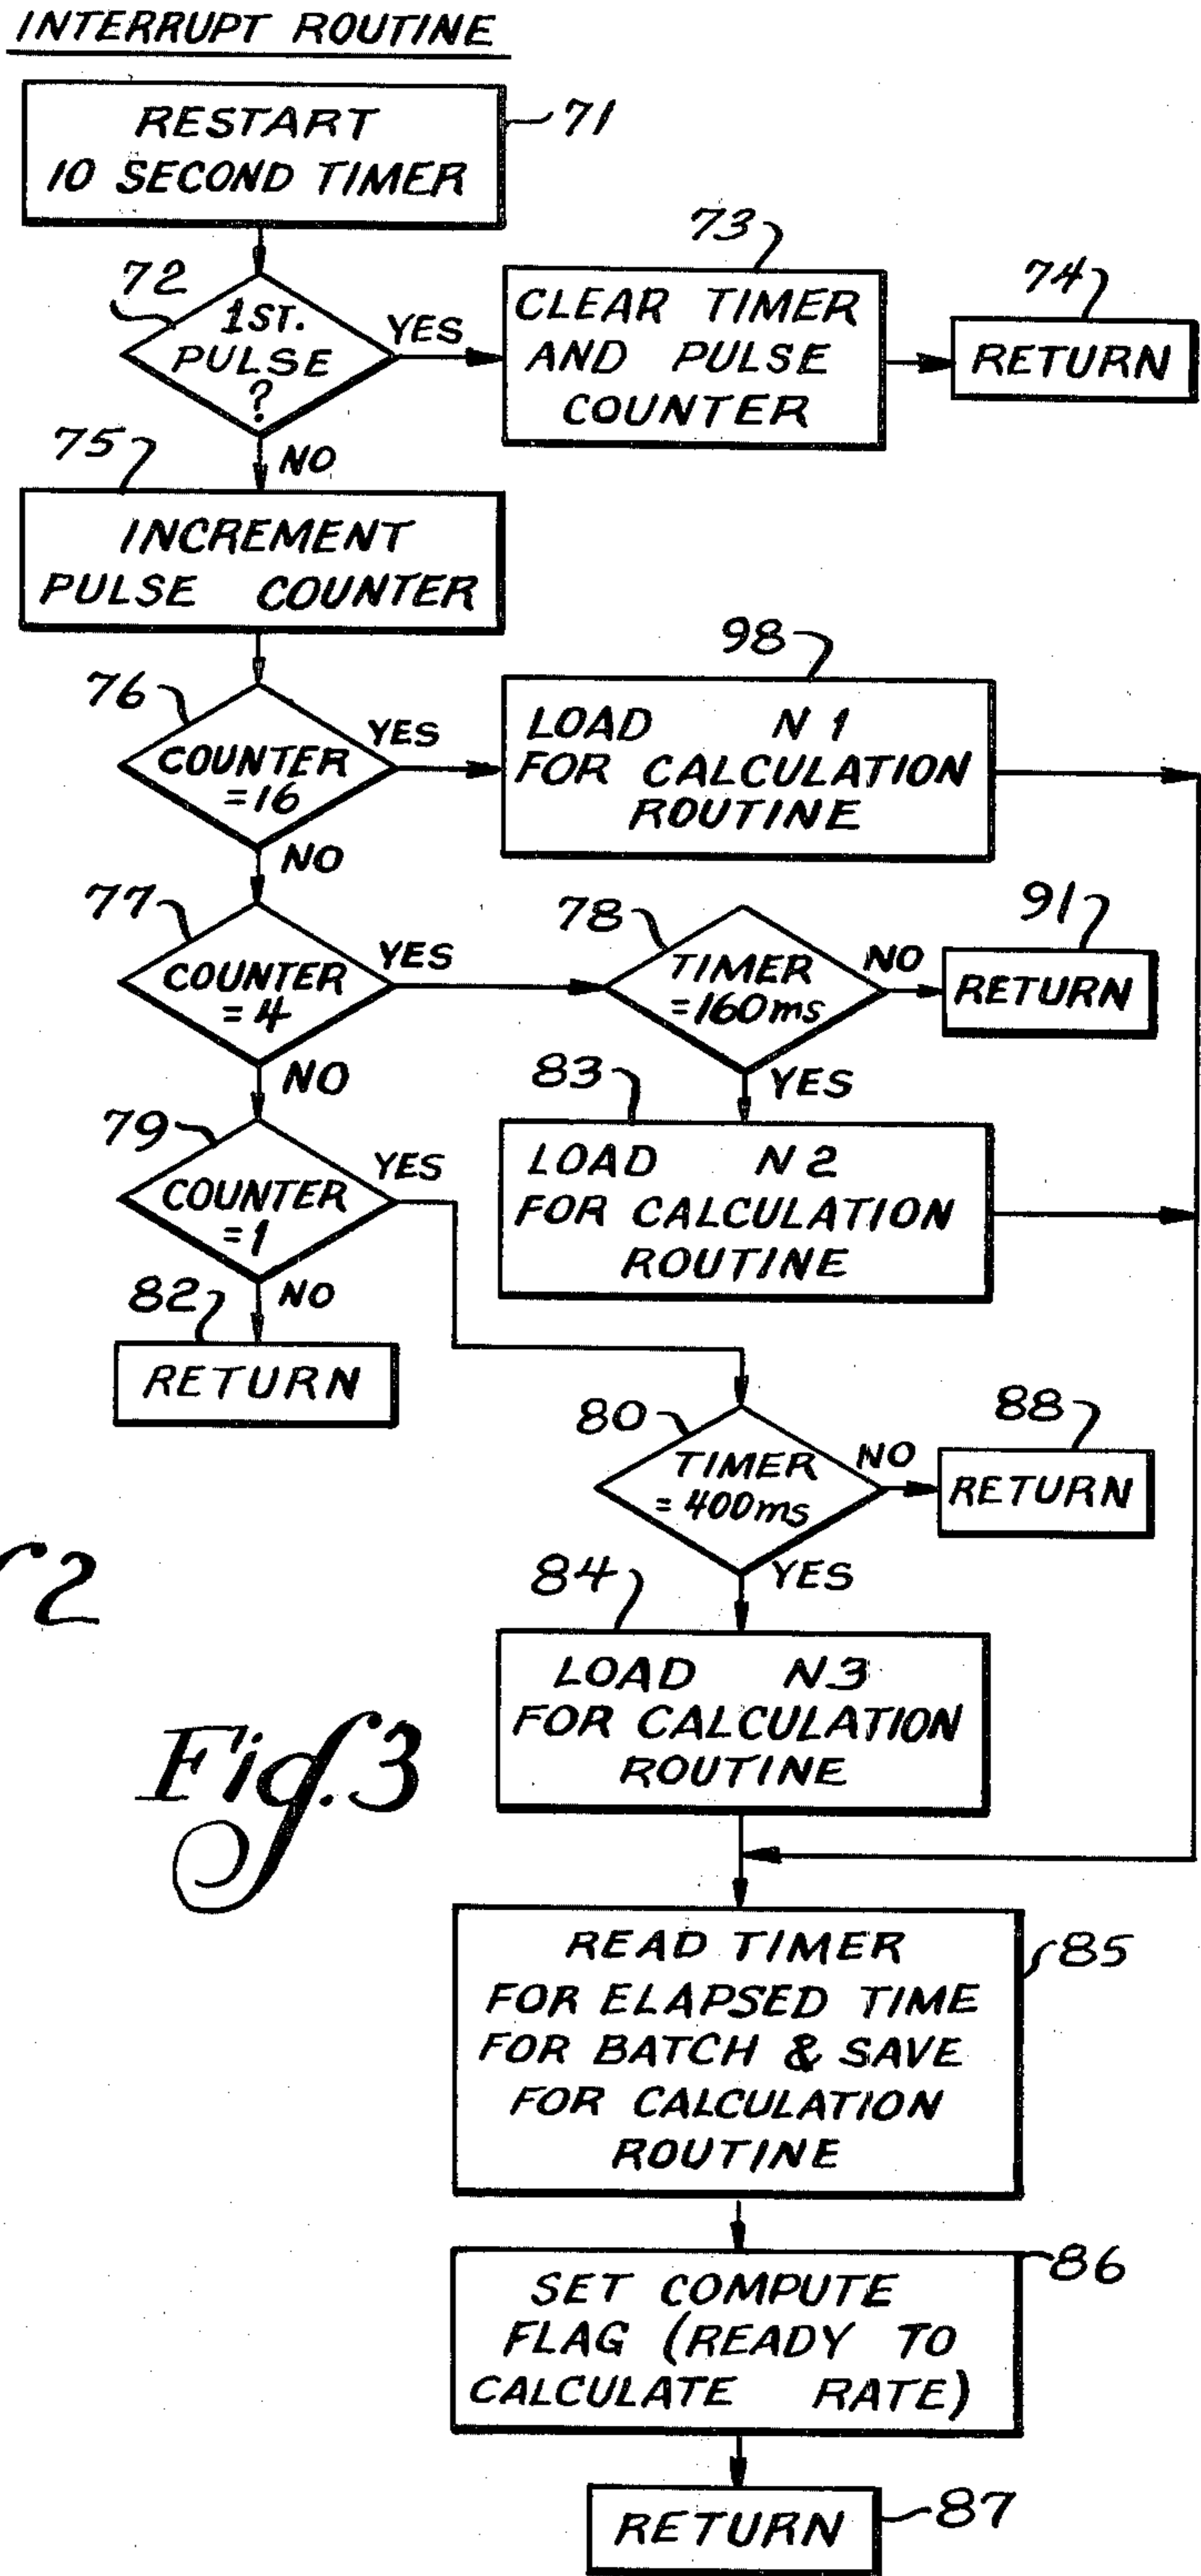 INTERRUPT ROUTINE
RESTART
10 SECOND TIMER
71
72
1ST.
PULSE
?
YES
73
CLEAR TIMER
AND PULSE
COUNTER
74
RETURN
NO
75
INCREMENT
PULSE COUNTER
76
COUNTER
=16
YES
98
LOAD N 1
FOR CALCULATION
ROUTINE
NO
77
COUNTER
= 4
YES
78
TIMER
=160ms
NO
91
RETURN
YES
83
LOAD N 2
FOR CALCULATION
ROUTINE
NO
79
COUNTER
=1
YES
NO
82
RETURN
80
TIMER
= 400ms
NO
88
RETURN
YES
84
LOAD N3
FOR CALCULATION
ROUTINE
2
Fig. 3
READ TIMER
FOR ELAPSED TIME
FOR BATCH & SAVE
FOR CALCULATION
ROUTINE
85
SET COMPUTE
FLAG (READY TO
CALCULATE RATE)
86
RETURN
87